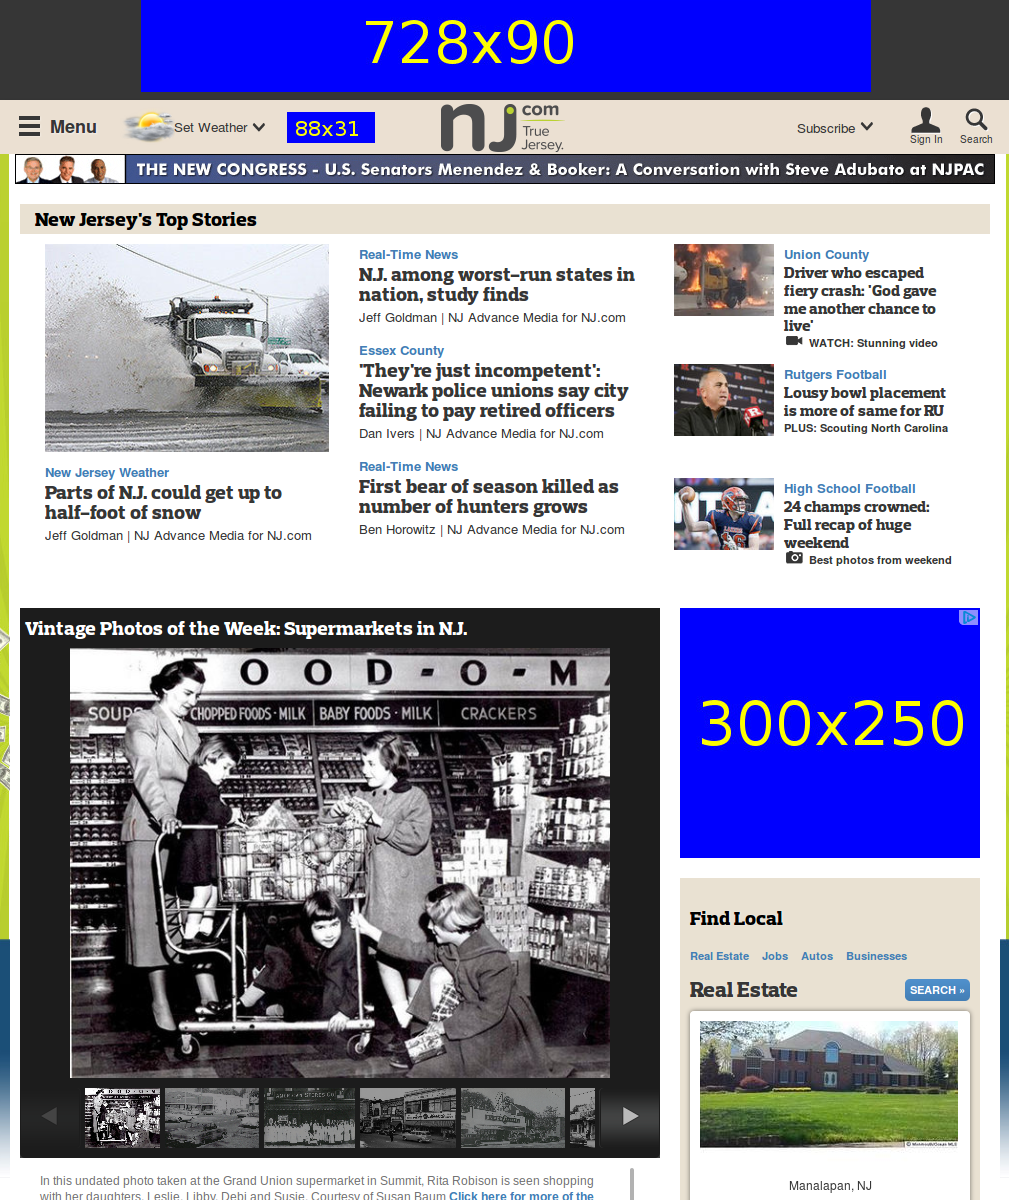 728x90
Menu
Set Weather
88x31
nj.com
True
Jersey.
Subscribe
Sign In
Search
THE NEW CONGRESS - U.S. Senators Menendez & Booker: A Conversation with Steve Adubato at NJPAC
New Jersey's Top Stories
New Jersey Weather
Parts of N.J. could get up to
half-foot of snow
Jeff Goldman | NJ Advance Media for NJ.com
Real-Time News
N.J. among worst-run states in
nation, study finds
Jeff Goldman | NJ Advance Media for NJ.com
Essex County
'They're just incompetent':
Newark police unions say city
failing to pay retired officers
Dan Ivers | NJ Advance Media for NJ.com
Real-Time News
First bear of season killed as
number of hunters grows
Ben Horowitz | NJ Advance Media for NJ.com
Union County
Driver who escaped
fiery crash: 'God gave
me another chance to
live'
WATCH: Stunning video
Rutgers Football
Lousy bowl placement
is more of same for RU
PLUS: Scouting North Carolina
High School Football
24 champs crowned:
Full recap of huge
weekend
Best photos from weekend
Vintage Photos of the Week: Supermarkets in N.J.
OOD-O-M
SOUPS
CHOPPED FOODS · MILK
BABY FOODS · MILK
CRACKERS
300x250
Find Local
Real Estate Jobs Autos Businesses
Real Estate
SEARCH »
Manalapan, NJ
In this undated photo taken at the Grand Union supermarket in Summit, Rita Robison is seen shopping
with her daughters, Leslie, Libby, Debi and Susie. Courtesy of Susan Baum Click here for more of the